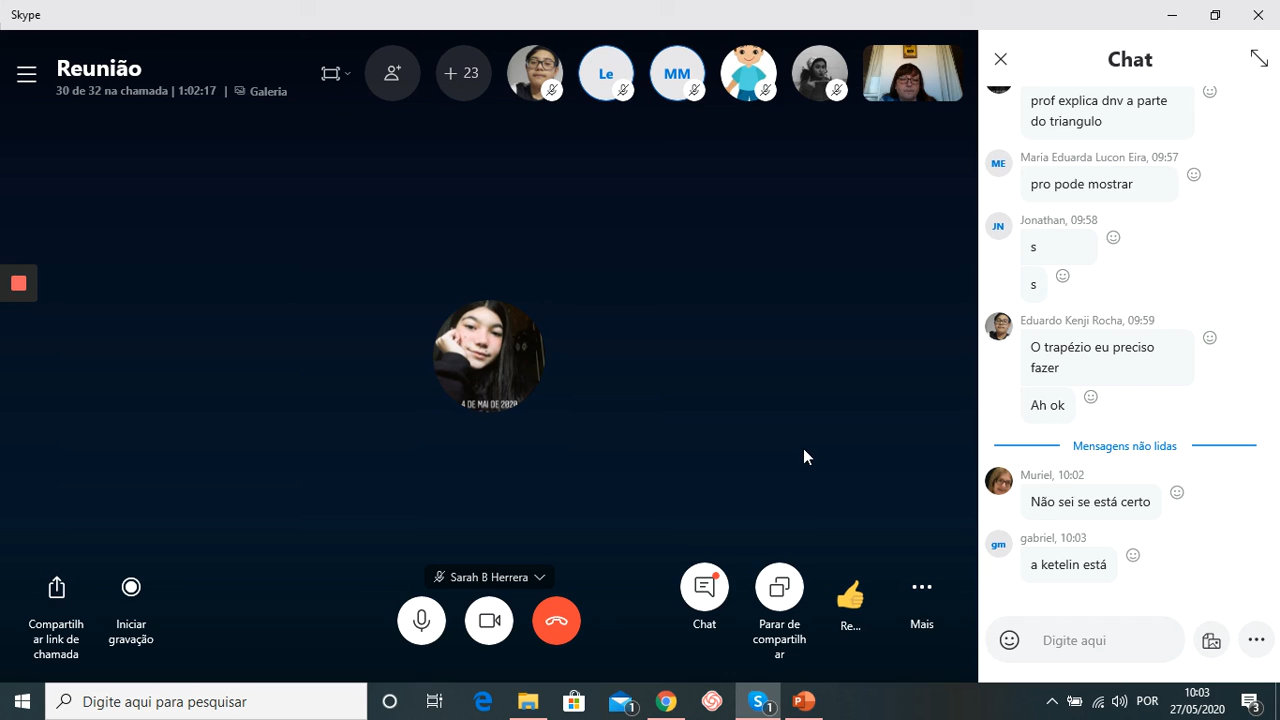 Skype
Reunião
30 de 32 na chamada | 1:02:17 | Galeria
+ 23
Le
MM
Chat
prof explica dnv a parte
do triangulo
ME
Maria Eduarda Lucon Eira, 09:57
pro pode mostrar
JN
Jonathan, 09:58
s
s
Eduardo Kenji Rocha, 09:59
O trapézio eu preciso
fazer
Ah ok
Mensagens não lidas
Muriel, 10:02
Não sei se está certo
gm
gabriel, 10:03
a ketelin está
4 DE MAI DE 2020
Sarah B Herrera
Compartilh
ar link de
chamada
Iniciar
gravação
Chat
Parar de
compartilh
ar
Re...
Mais
Digite aqui
Digite aqui para pesquisar
1
1
POR
10:03
27/05/2020
3